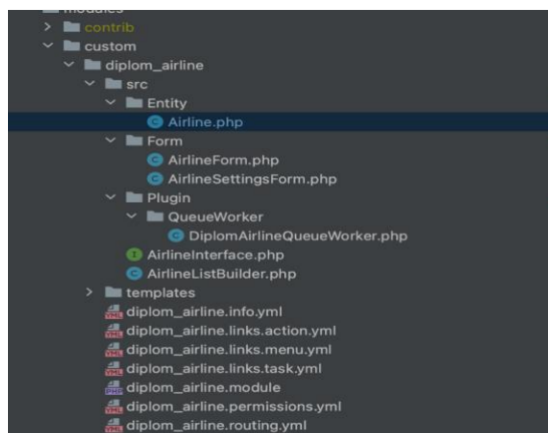 modules
contrib
custom
diplom_airline
src
Entity
Airline.php
Form
AirlineForm.php
AirlineSettingsForm.php
Plugin
QueueWorker
DiplomAirlineQueueWorker.php
AirlineInterface.php
AirlineListBuilder.php
templates
diplom_airline.info.yml
diplom_airline.links.action.yml
diplom_airline.links.menu.yml
diplom_airline.links.task.yml
diplom_airline.module
diplom_airline.permissions.yml
diplom_airline.routing.yml